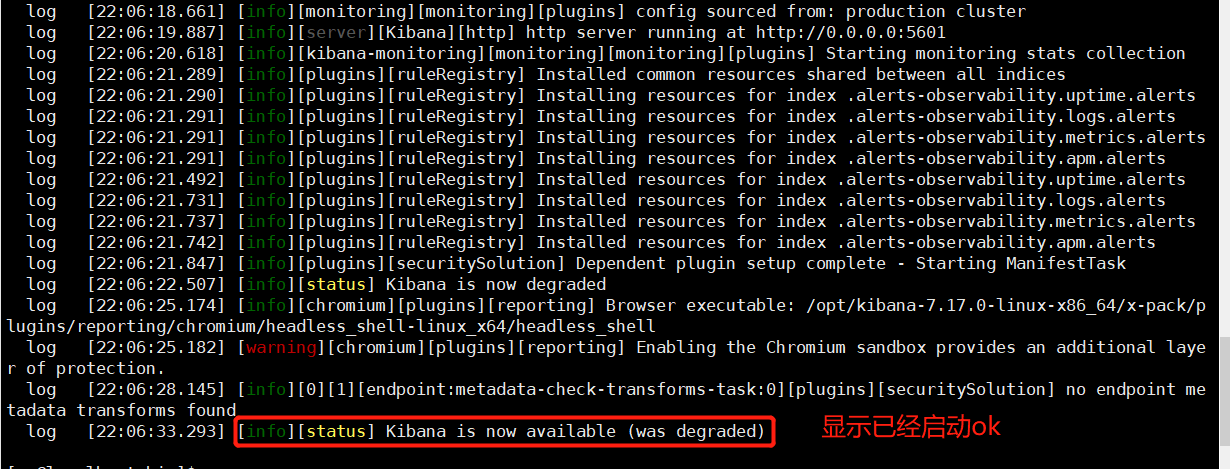 log [22:06:18.661] [info][monitoring][monitoring][plugins] config sourced from: production cluster
log [22:06:19.887] [info][server][Kibana][http] http server running at http://0.0.0.0:5601
log [22:06:20.618] [info][kibana-monitoring][monitoring][monitoring][plugins] Starting monitoring stats collection
log [22:06:21.289] [info][plugins][ruleRegistry] Installed common resources shared between all indices
log [22:06:21.290] [info][plugins][ruleRegistry] Installing resources for index .alerts-observability.uptime.alerts
log [22:06:21.291] [info][plugins][ruleRegistry] Installing resources for index .alerts-observability.logs.alerts
log [22:06:21.291] [info][plugins][ruleRegistry] Installing resources for index .alerts-observability.metrics.alerts
log [22:06:21.291] [info][plugins][ruleRegistry] Installing resources for index .alerts-observability.apm.alerts
log [22:06:21.492] [info][plugins][ruleRegistry] Installed resources for index .alerts-observability.uptime.alerts
log [22:06:21.731] [info][plugins][ruleRegistry] Installed resources for index .alerts-observability.logs.alerts
log [22:06:21.737] [info][plugins][ruleRegistry] Installed resources for index .alerts-observability.metrics.alerts
log [22:06:21.742] [info][plugins][ruleRegistry] Installed resources for index .alerts-observability.apm.alerts
log [22:06:21.847] [info][plugins][securitySolution] Dependent plugin setup complete - Starting ManifestTask
log [22:06:22.507] [info][status] Kibana is now degraded
log [22:06:25.174] [info][chromium][plugins][reporting] Browser executable: /opt/kibana-7.17.0-linux-x86_64/x-pack/p
lugins/reporting/chromium/headless_shell-linux_x64/headless_shell
log [22:06:25.182] [warning][chromium][plugins][reporting] Enabling the Chromium sandbox provides an additional laye
r of protection.
log [22:06:28.145] [info][0][1][endpoint:metadata-check-transforms-task:0][plugins][securitySolution] no endpoint me
tadata transforms found
log [22:06:33.293] [info][status] Kibana is now available (was degraded) 显示已经启动ok